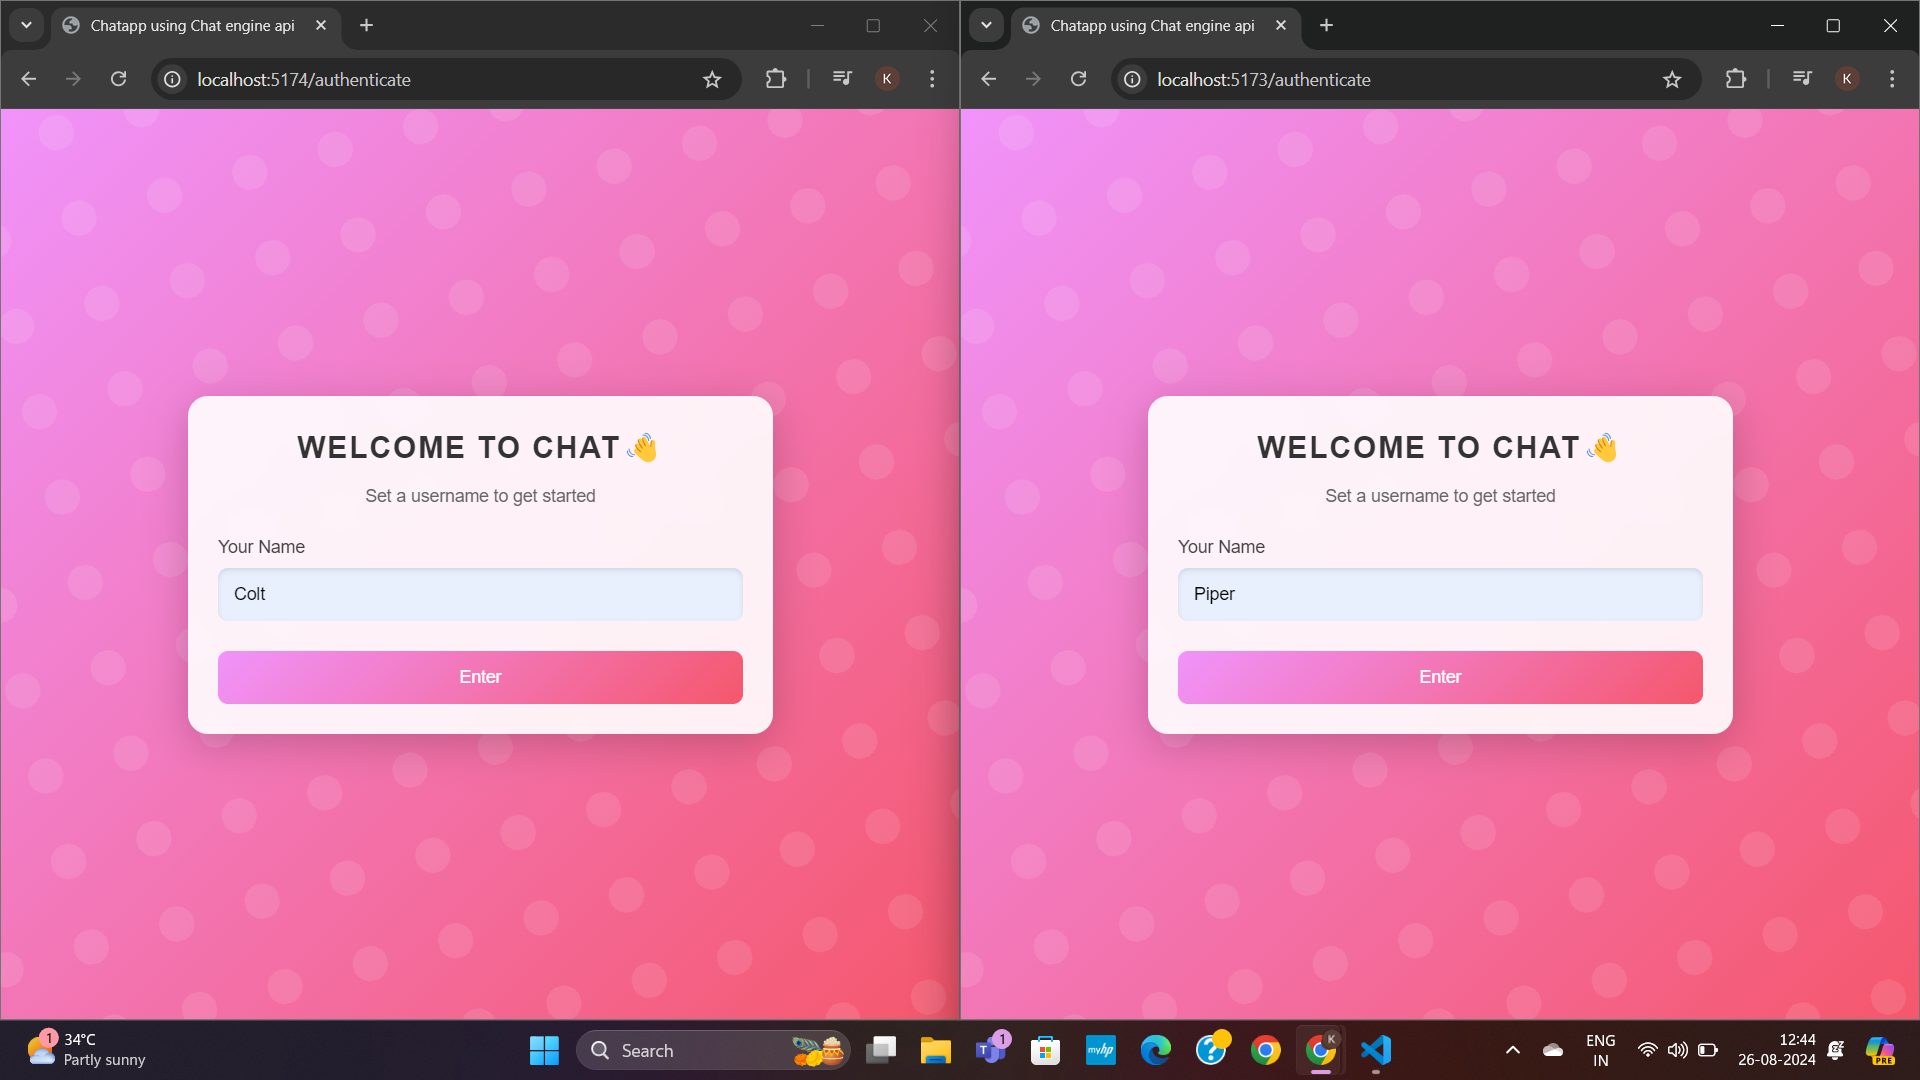 Chatapp using Chat engine api
localhost:5174/authenticate
K
WELCOME TO CHAT 👋
Set a username to get started
Your Name
Colt
Enter
Chatapp using Chat engine api
localhost:5173/authenticate
K
WELCOME TO CHAT 👋
Set a username to get started
Your Name
Piper
Enter
1
34°C
Partly sunny
Search
T
1
myhp
?
K
ENG
IN
12:44
26-08-2024
z
PRE